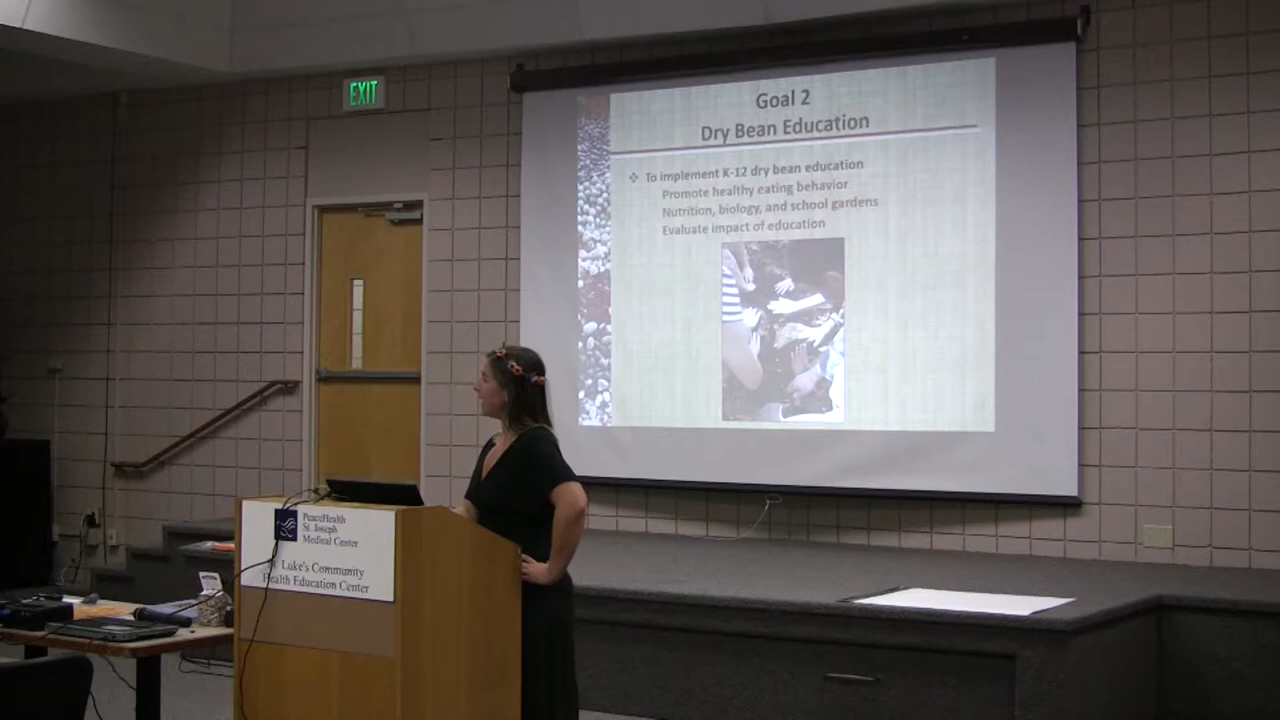 EXIT
Goal 2
Dry Bean Education
To implement K-12 dry bean education
Promote healthy eating behavior
Nutrition, biology, and school gardens
Evaluate impact of education
PeaceHealth
St. Joseph
Medical Center
Luke's Community
Health Education Center